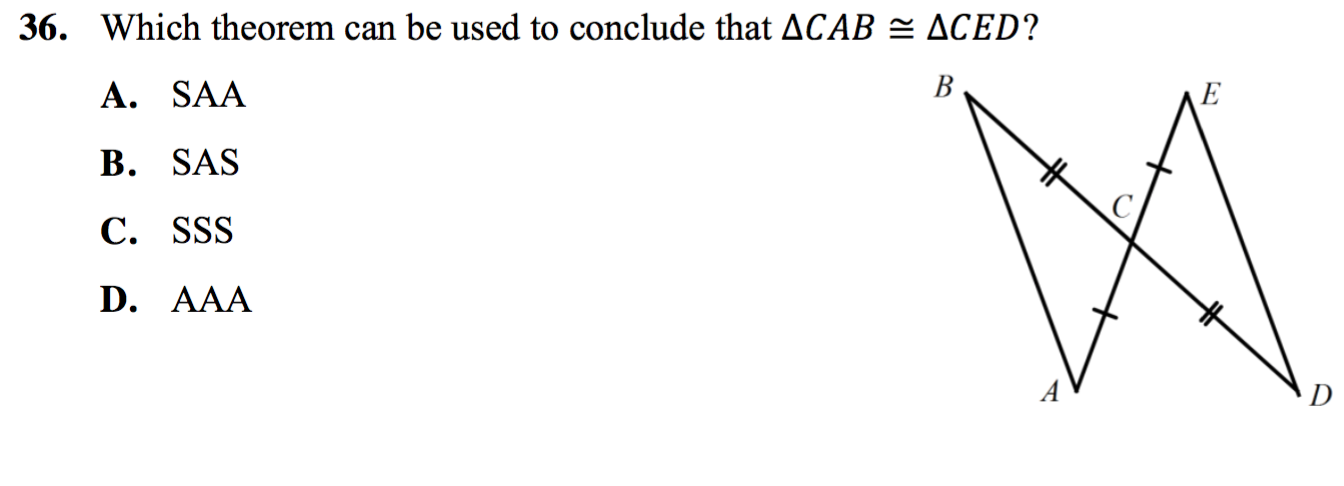 36. Which theorem can be used to conclude that ΔCAB ≅ ΔCED?
A. SAA
B. SAS
C. SSS
D. AAA
B
E
C
A
D